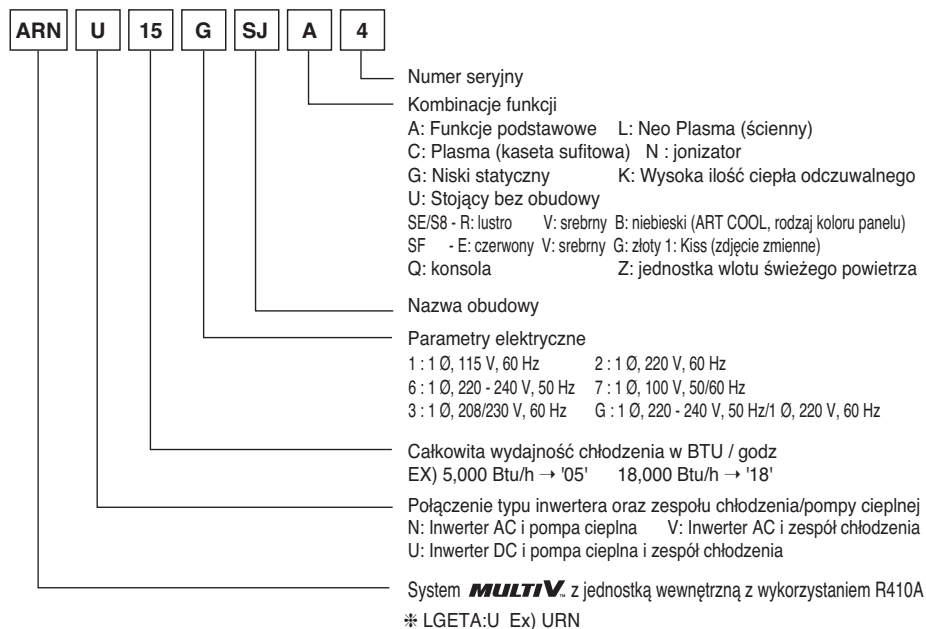 ARN U 15 G SJ A 4
Numer seryjny
Kombinacje funkcji
A: Funkcje podstawowe L: Neo Plasma (ścienny)
C: Plasma (kaseta sufitowa) N : jonizator
G: Niski statyczny K: Wysoka ilość ciepła odczuwalnego
U: Stojący bez obudowy
SE/S8 - R: lustro V: srebrny B: niebieski (ART COOL, rodzaj koloru panelu)
SF - E: czerwony V: srebrny G: złoty 1: Kiss (zdjęcie zmienne)
Q: konsola Z: jednostka wlotu świeżego powietrza
Nazwa obudowy
Parametry elektryczne
1 : 1 Ø, 115 V, 60 Hz 2 : 1 Ø, 220 V, 60 Hz
6 : 1 Ø, 220 - 240 V, 50 Hz 7 : 1 Ø, 100 V, 50/60 Hz
3 : 1 Ø, 208/230 V, 60 Hz G : 1 Ø, 220 - 240 V, 50 Hz/1 Ø, 220 V, 60 Hz
Całkowita wydajność chłodzenia w BTU / godz
EX) 5,000 Btu/h → '05' 18,000 Btu/h → '18'
Połączenie typu inwertera oraz zespołu chłodzenia/pompy cieplnej
N: Inwerter AC i pompa cieplna V: Inwerter AC i zespół chłodzenia
U: Inwerter DC i pompa cieplna i zespół chłodzenia
System MULTI V™ z jednostką wewnętrzną z wykorzystaniem R410A
❈ LGETA:U Ex) URN